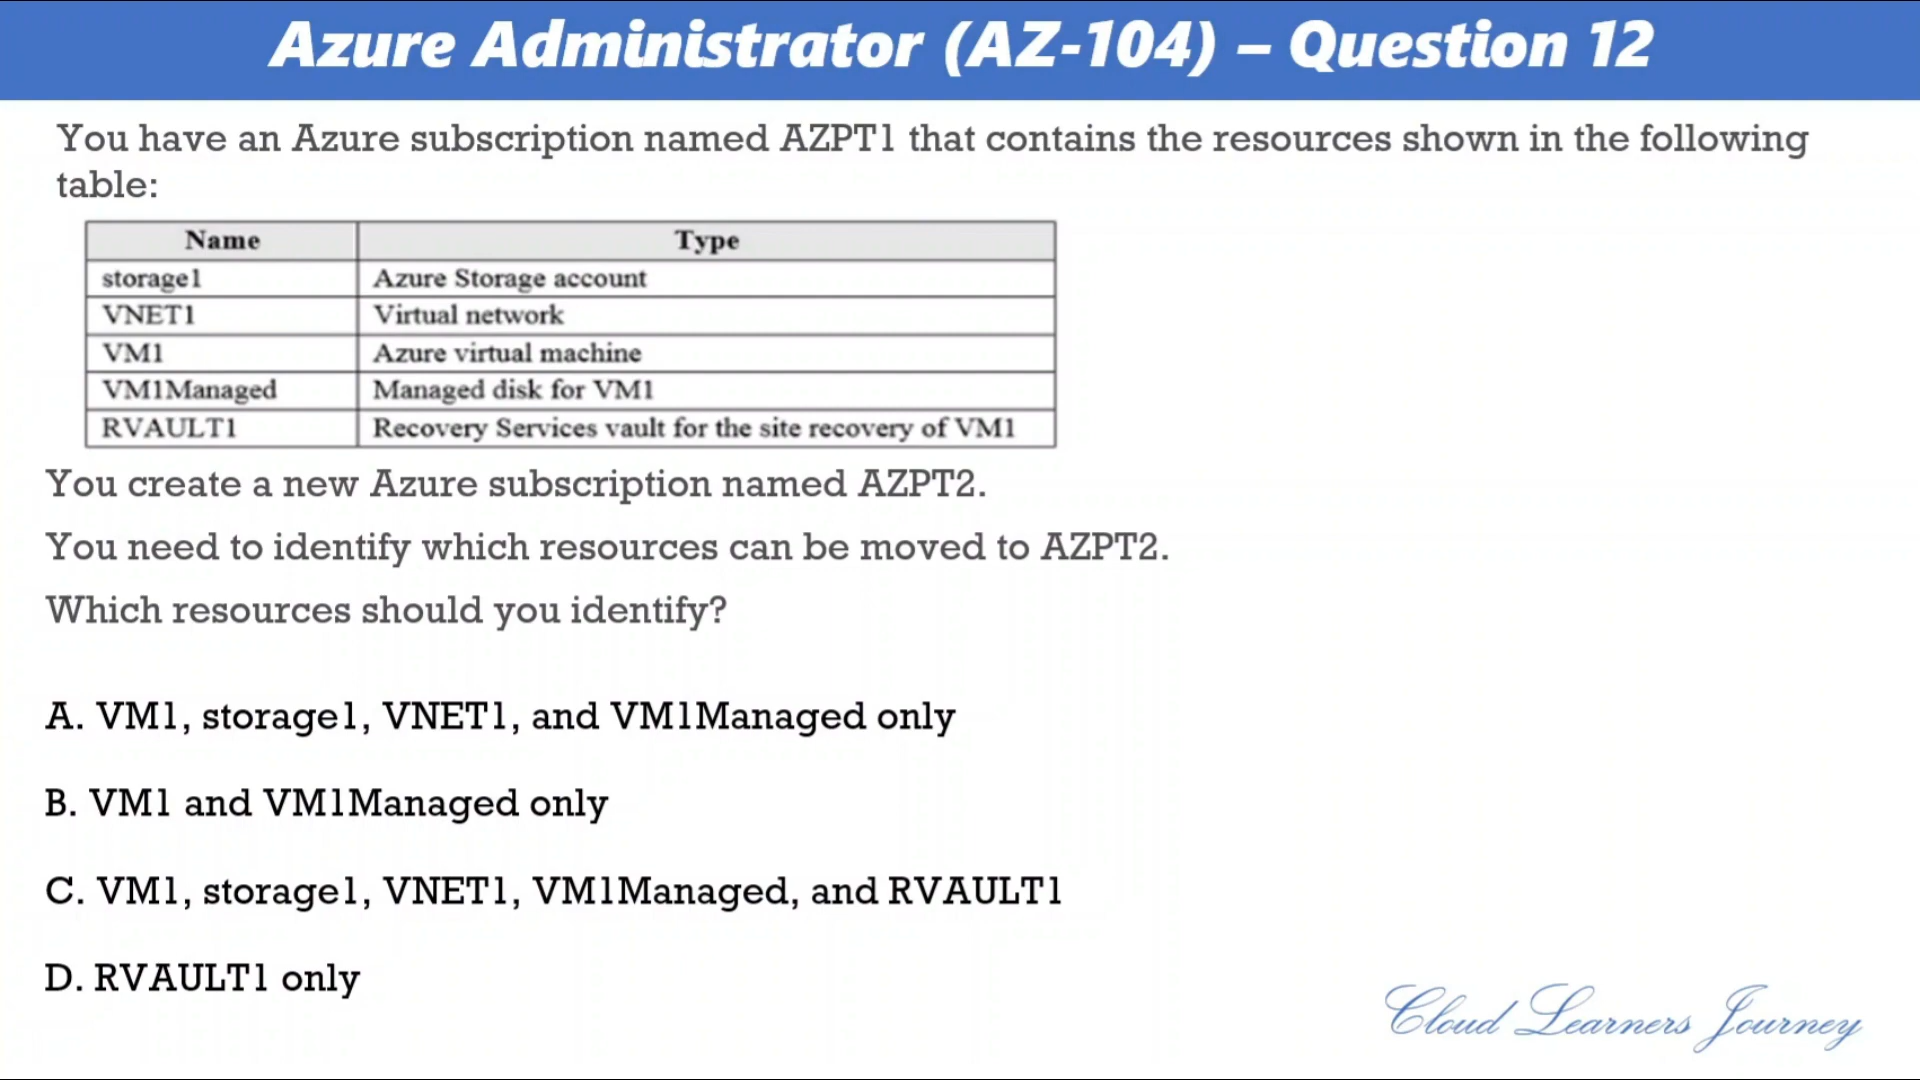 Azure Administrator (AZ-104) – Question 12
You have an Azure subscription named AZPT1 that contains the resources shown in the following
table:
Name Type
storage1 Azure Storage account
VNET1 Virtual network
VM1 Azure virtual machine
VM1Managed Managed disk for VM1
RVAULT1 Recovery Services vault for the site recovery of VM1
You create a new Azure subscription named AZPT2.
You need to identify which resources can be moved to AZPT2.
Which resources should you identify?
A. VM1, storage1, VNET1, and VM1Managed only
B. VM1 and VM1Managed only
C. VM1, storage1, VNET1, VM1Managed, and RVAULT1
D. RVAULT1 only
Cloud Learners Journey